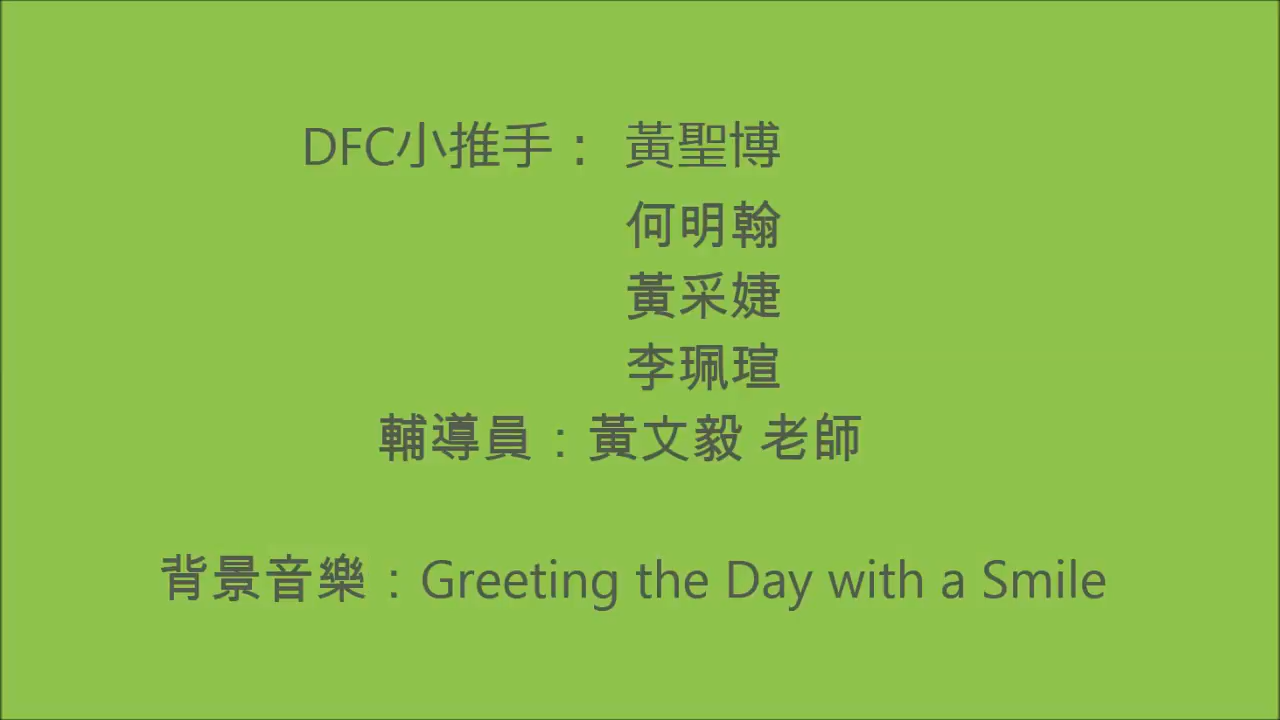 DFC小推手： 黃聖博
何明翰
黃采婕
李珮瑄
輔導員：黃文毅 老師
背景音樂：Greeting the Day with a Smile